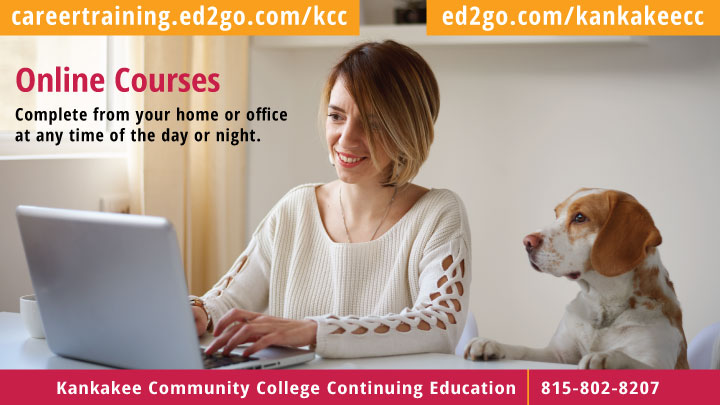 careertraining.ed2go.com/kcc
ed2go.com/kankakeecc
Online Courses
Complete from your home or office
at any time of the day or night.
Kankakee Community College Continuing Education | 815-802-8207